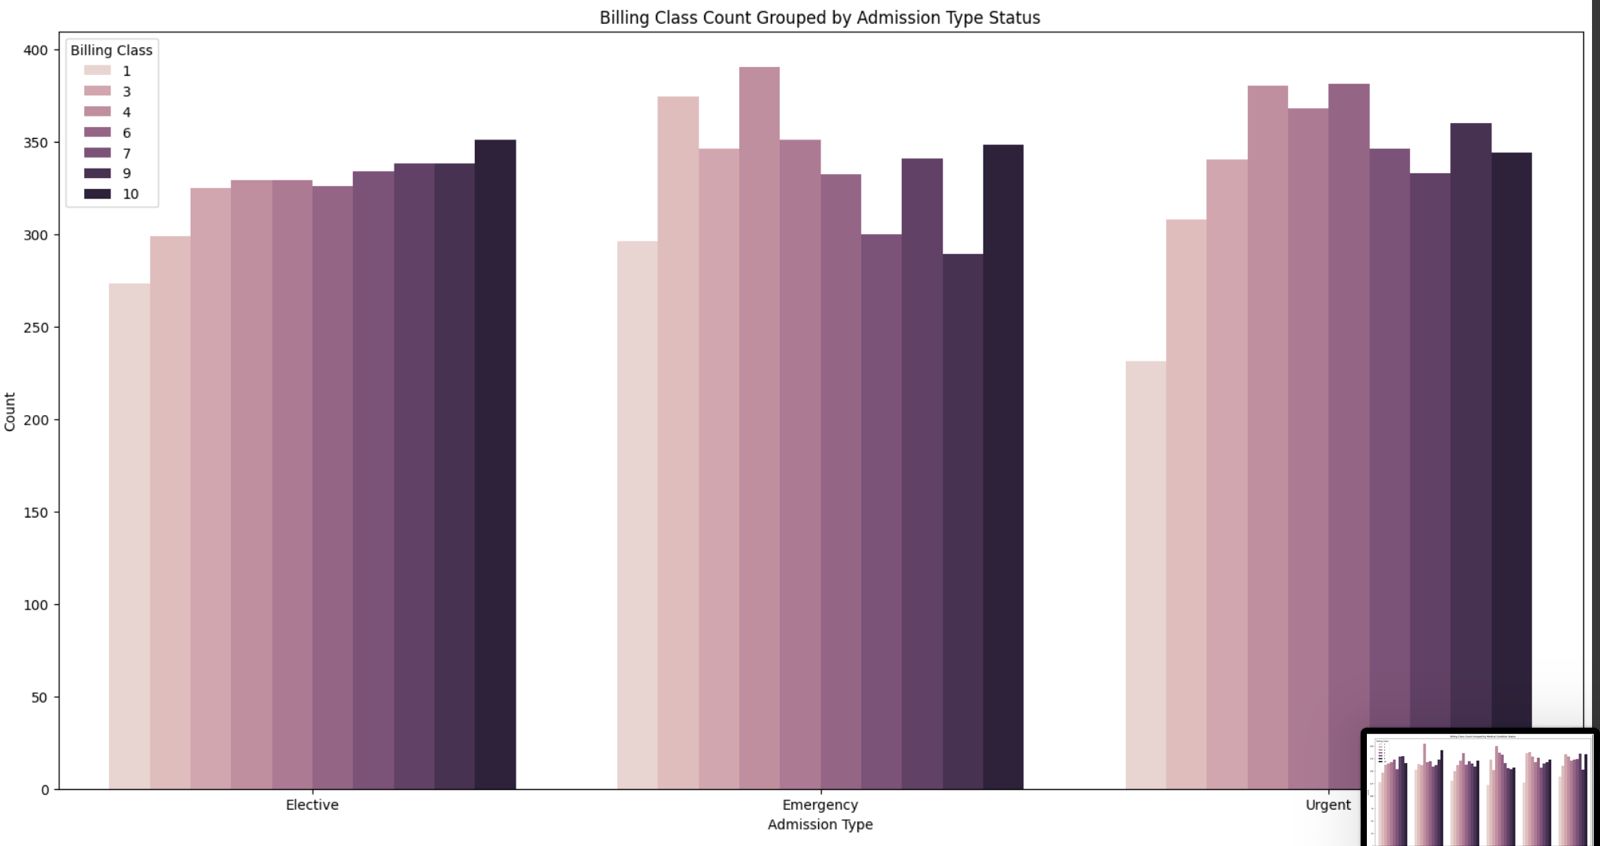 Billing Class Count Grouped by Admission Type Status
Billing Class
1
3
4
6
7
9
10
400
350
300
250
200
150
100
50
0
Count
Elective
Emergency
Urgent
Admission Type